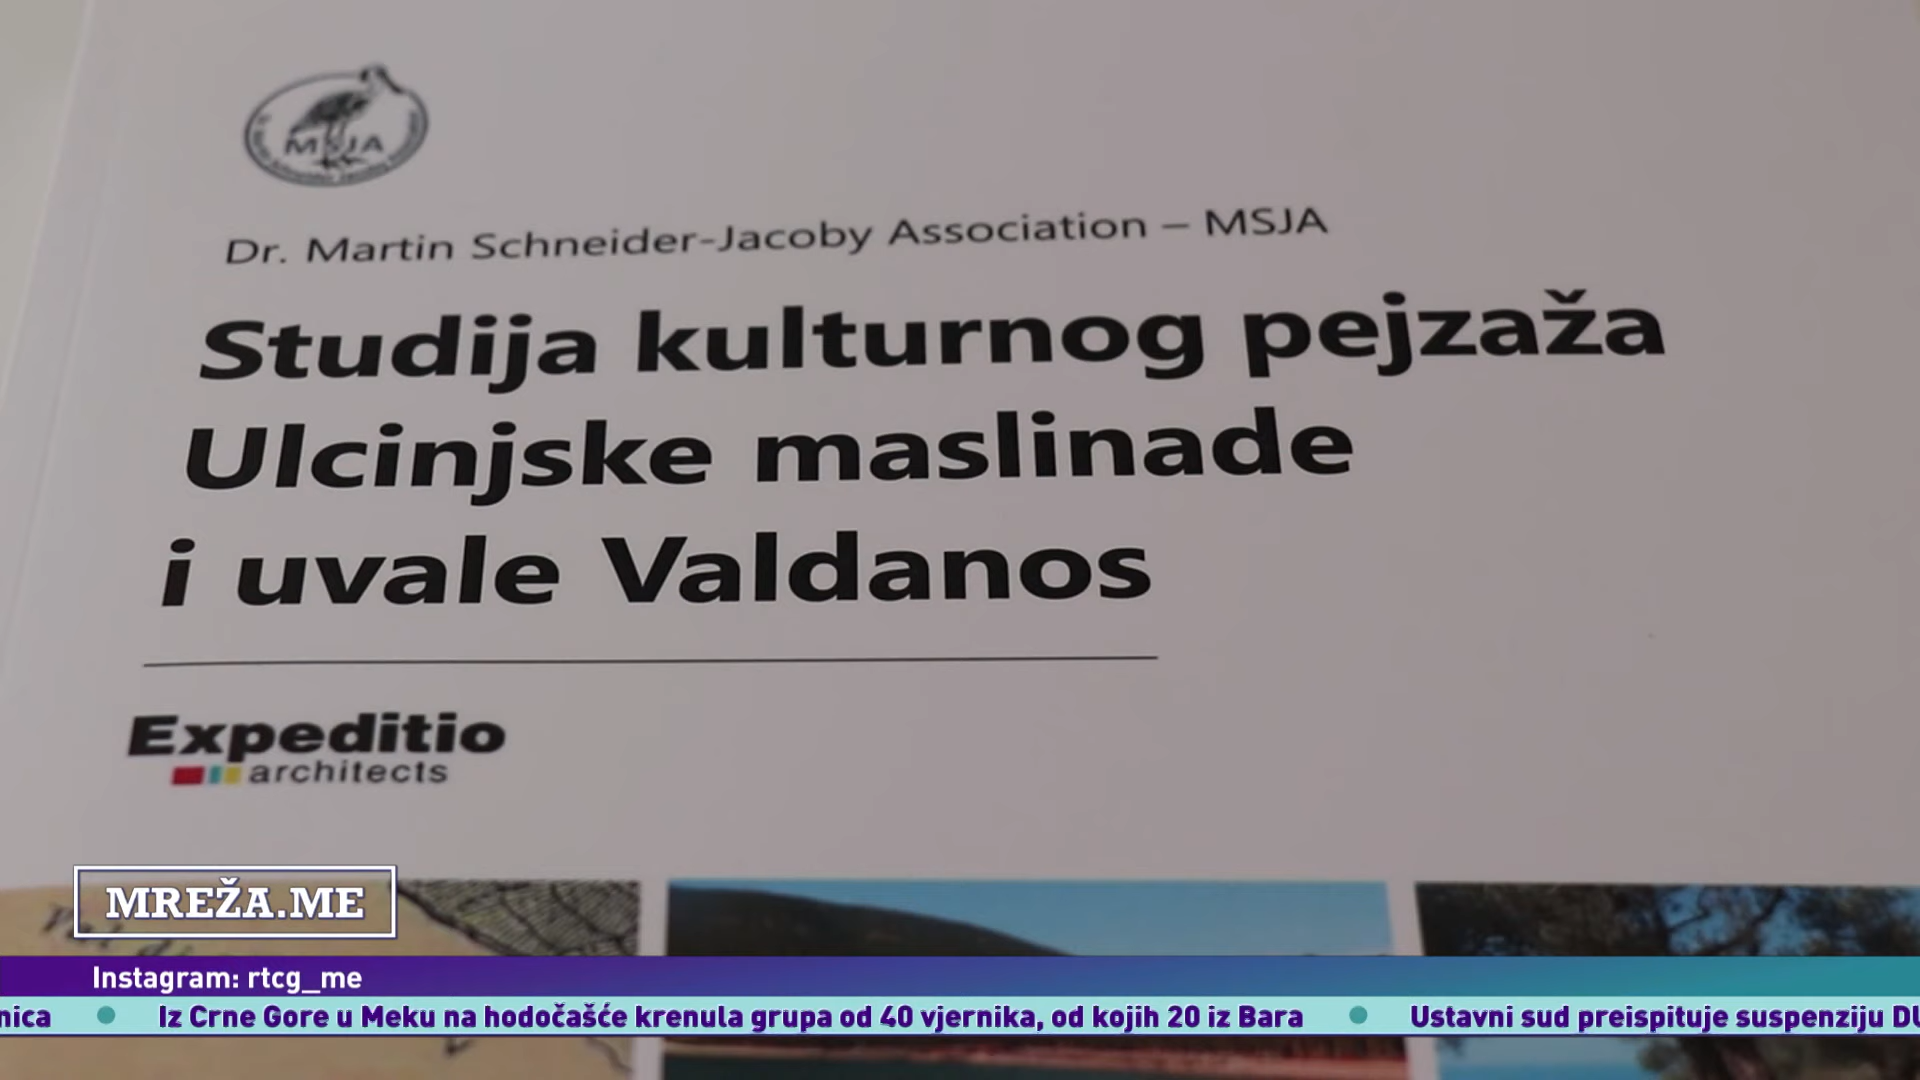 MSJA
Dr. Martin Schneider-Jacoby Association – MSJA
Studija kulturnog pejzaža
Ulcinjske maslinade
i uvale Valdanos
Expeditio
architects
MREŽA.ME
Instagram: rtcg_me
nica • Iz Crne Gore u Meku na hodočašće krenula grupa od 40 vjernika, od kojih 20 iz Bara • Ustavni sud preispituje suspenziju DU